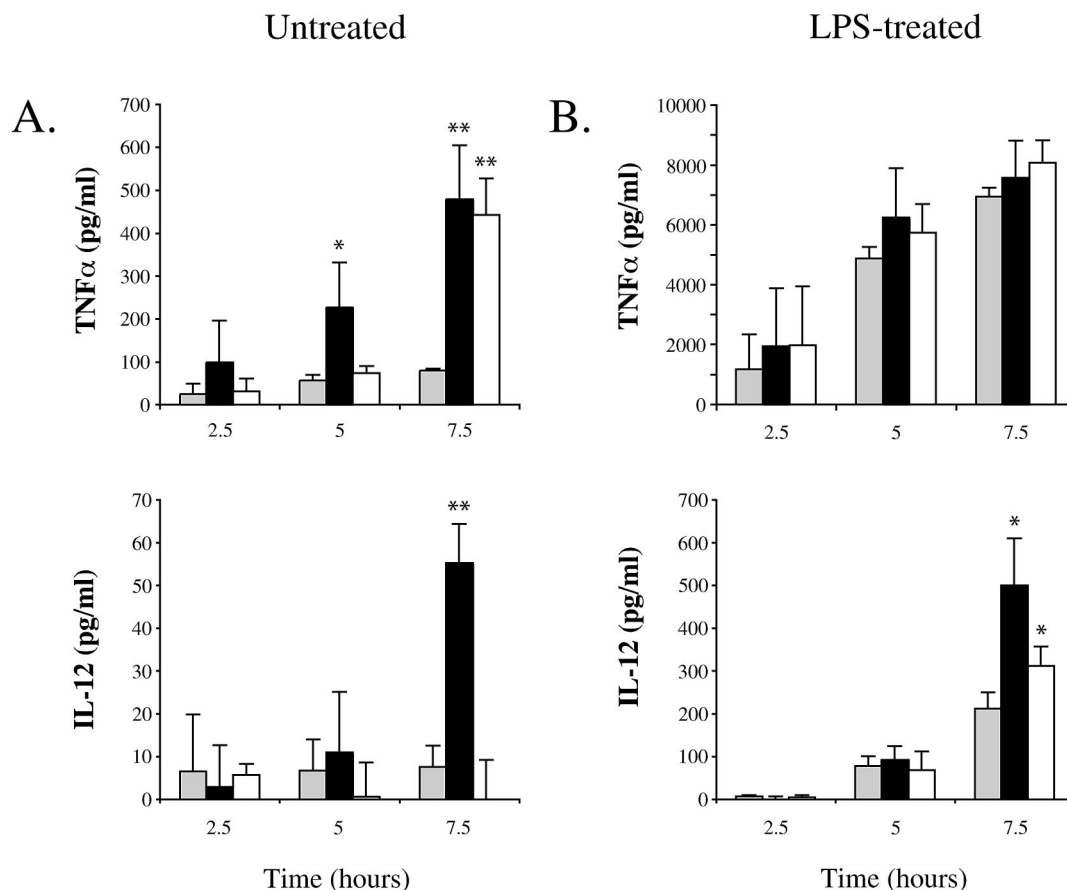 Untreated
LPS-treated
A.
TNFα (pg/ml)
700
600
500
400
300
200
100
0
*
**
**
2.5 5 7.5
B.
TNFα (pg/ml)
10000
8000
6000
4000
2000
0
2.5 5 7.5
IL-12 (pg/ml)
70
60
50
40
30
20
10
0
**
2.5 5 7.5
Time (hours)
IL-12 (pg/ml)
700
600
500
400
300
200
100
0
*
*
2.5 5 7.5
Time (hours)